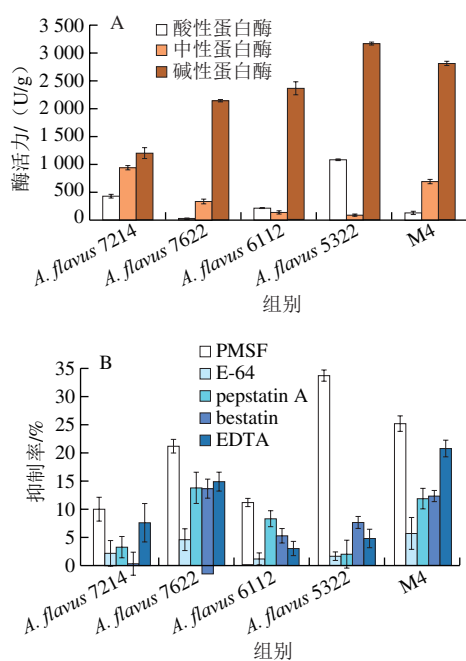 A
酸性蛋白酶
中性蛋白酶
碱性蛋白酶
酶活力/（U/g）
3 500
3 000
2 500
2 000
1 500
1 000
500
0
A. flavus 7214
A. flavus 7622
A. flavus 6112
A. flavus 5322
M4
组别
B
PMSF
E-64
pepstatin A
bestatin
EDTA
抑制率/%
35
30
25
20
15
10
5
0
A. flavus 7214
A. flavus 7622
A. flavus 6112
A. flavus 5322
M4
组别